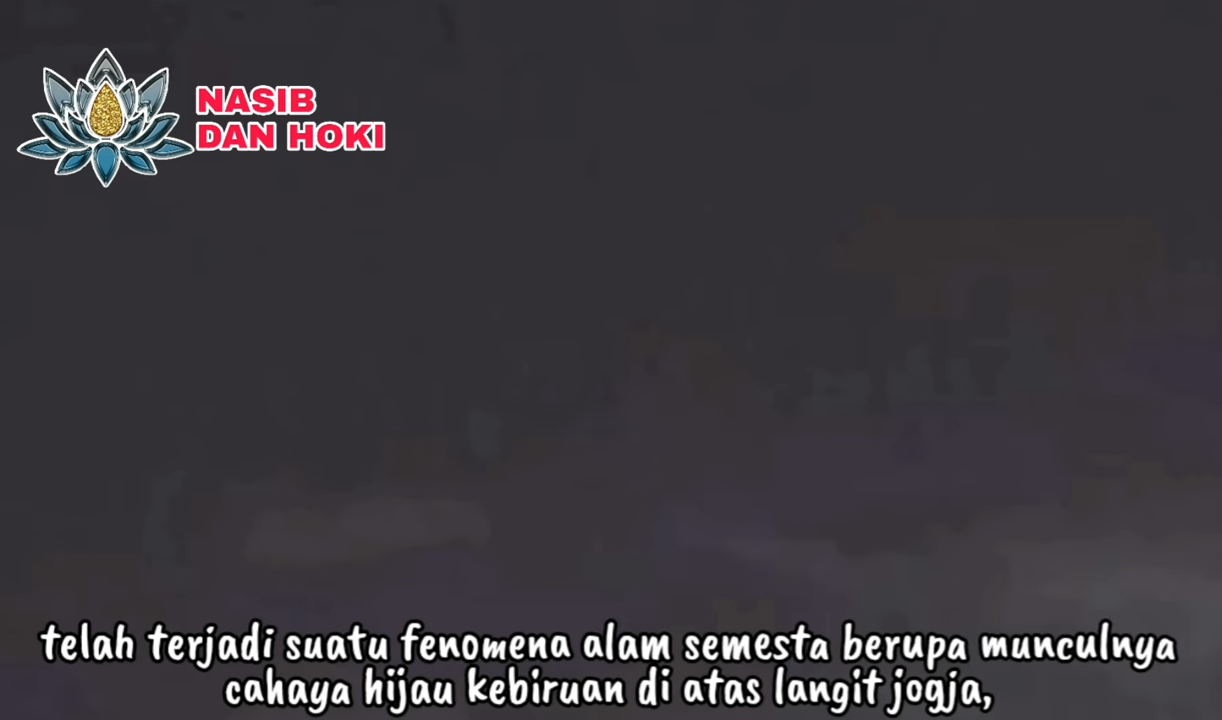 NASIB
DAN HOKI
telah terjadi suatu fenomena alam semesta berupa munculnya
cahaya hijau kebiruan di atas langit jogja,